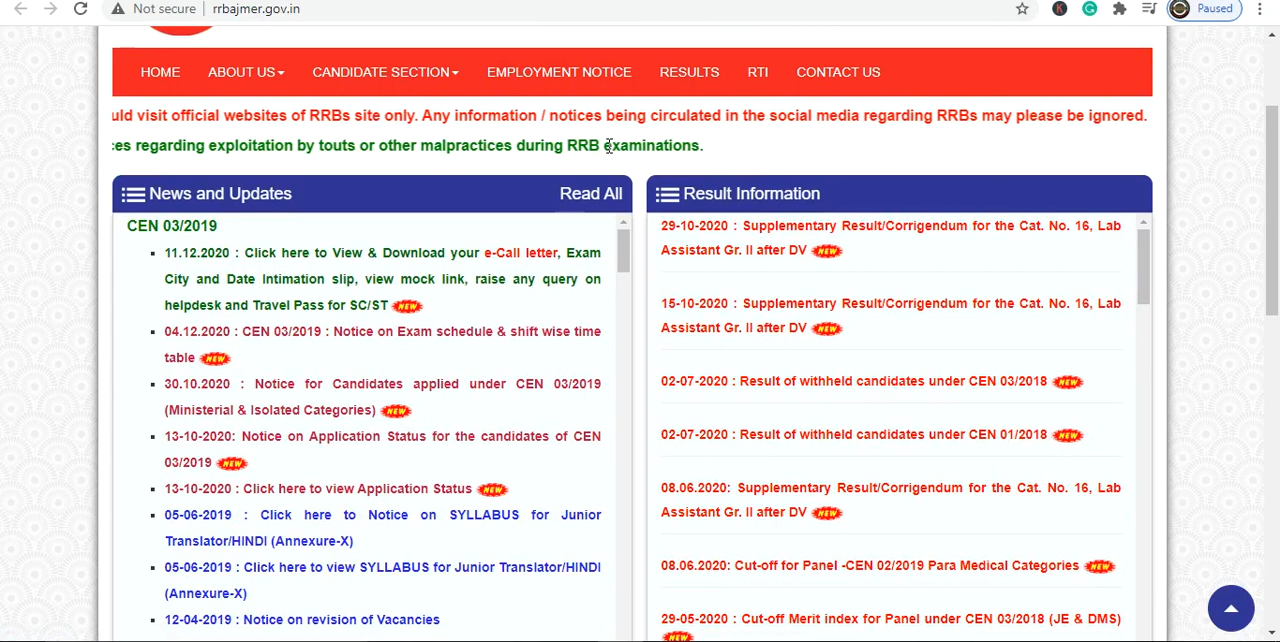 Not secure rrbajmer.gov.in Paused
HOME ABOUT US CANDIDATE SECTION EMPLOYMENT NOTICE RESULTS RTI CONTACT US
uld visit official websites of RRBs site only. Any information / notices being circulated in the social media regarding RRBs may please be ignored.
ces regarding exploitation by touts or other malpractices during RRB examinations.
News and Updates Read All
CEN 03/2019
11.12.2020 : Click here to View & Download your e-Call letter, Exam
City and Date Intimation slip, view mock link, raise any query on
helpdesk and Travel Pass for SC/ST NEW
04.12.2020 : CEN 03/2019 : Notice on Exam schedule & shift wise time
table NEW
30.10.2020 : Notice for Candidates applied under CEN 03/2019
(Ministerial & Isolated Categories) NEW
13-10-2020: Notice on Application Status for the candidates of CEN
03/2019 NEW
13-10-2020 : Click here to view Application Status NEW
05-06-2019 : Click here to Notice on SYLLABUS for Junior
Translator/HINDI (Annexure-X)
05-06-2019 : Click here to view SYLLABUS for Junior Translator/HINDI
(Annexure-X)
12-04-2019 : Notice on revision of Vacancies
Result Information
29-10-2020 : Supplementary Result/Corrigendum for the Cat. No. 16, Lab
Assistant Gr. II after DV NEW
15-10-2020 : Supplementary Result/Corrigendum for the Cat. No. 16, Lab
Assistant Gr. II after DV NEW
02-07-2020 : Result of withheld candidates under CEN 03/2018 NEW
02-07-2020 : Result of withheld candidates under CEN 01/2018 NEW
08.06.2020: Supplementary Result/Corrigendum for the Cat. No. 16, Lab
Assistant Gr. II after DV NEW
08.06.2020: Cut-off for Panel -CEN 02/2019 Para Medical Categories NEW
29-05-2020 : Cut-off Merit index for Panel under CEN 03/2018 (JE & DMS)
NEW